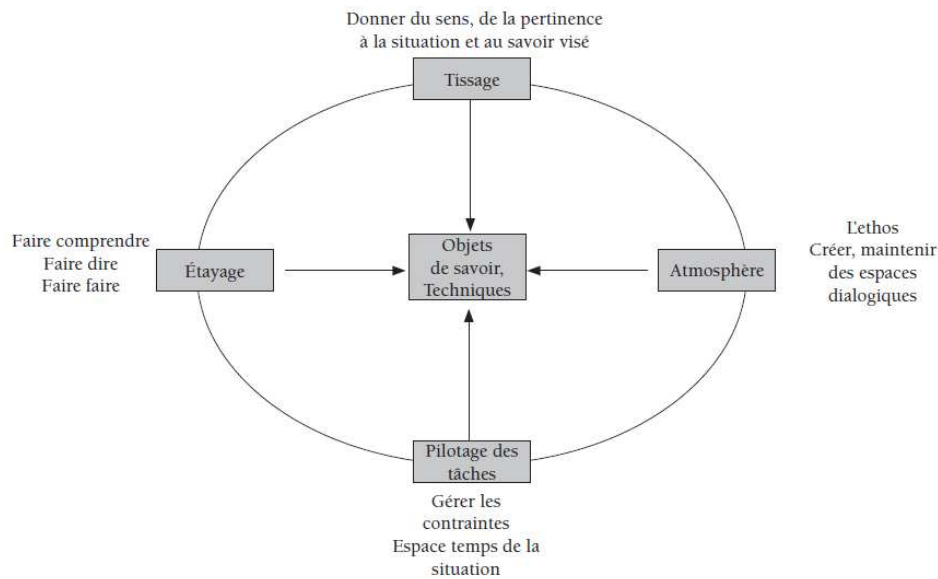 Donner du sens, de la pertinence
à la situation et au savoir visé
Tissage
Faire comprendre
Faire dire
Faire faire
Étayage
Objets
de savoir,
Techniques
Atmosphère
L'ethos
Créer, maintenir
des espaces
dialogiques
Pilotage des
tâches
Gérer les
contraintes
Espace temps de la
situation